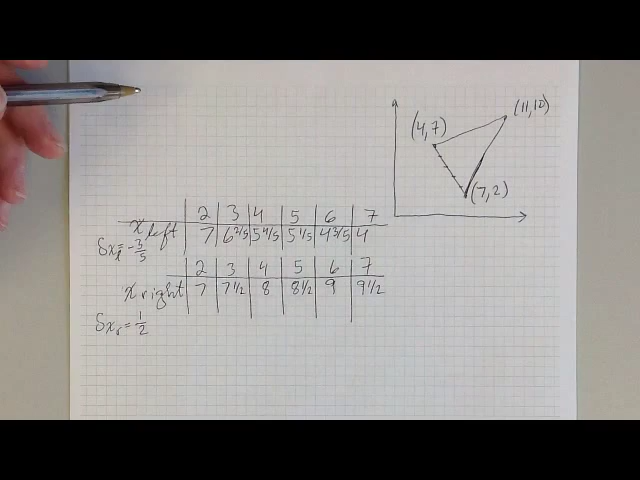 (11,10)
(4,7)
(7,2)
2 3 4 5 6 7
x left 7 6 2/5 5 4/5 5 1/5 4 3/5 4
δxₗ = -3/5
2 3 4 5 6 7
x right 7 7 1/2 8 8 1/2 9 9 1/2
δxᵣ = 1/2